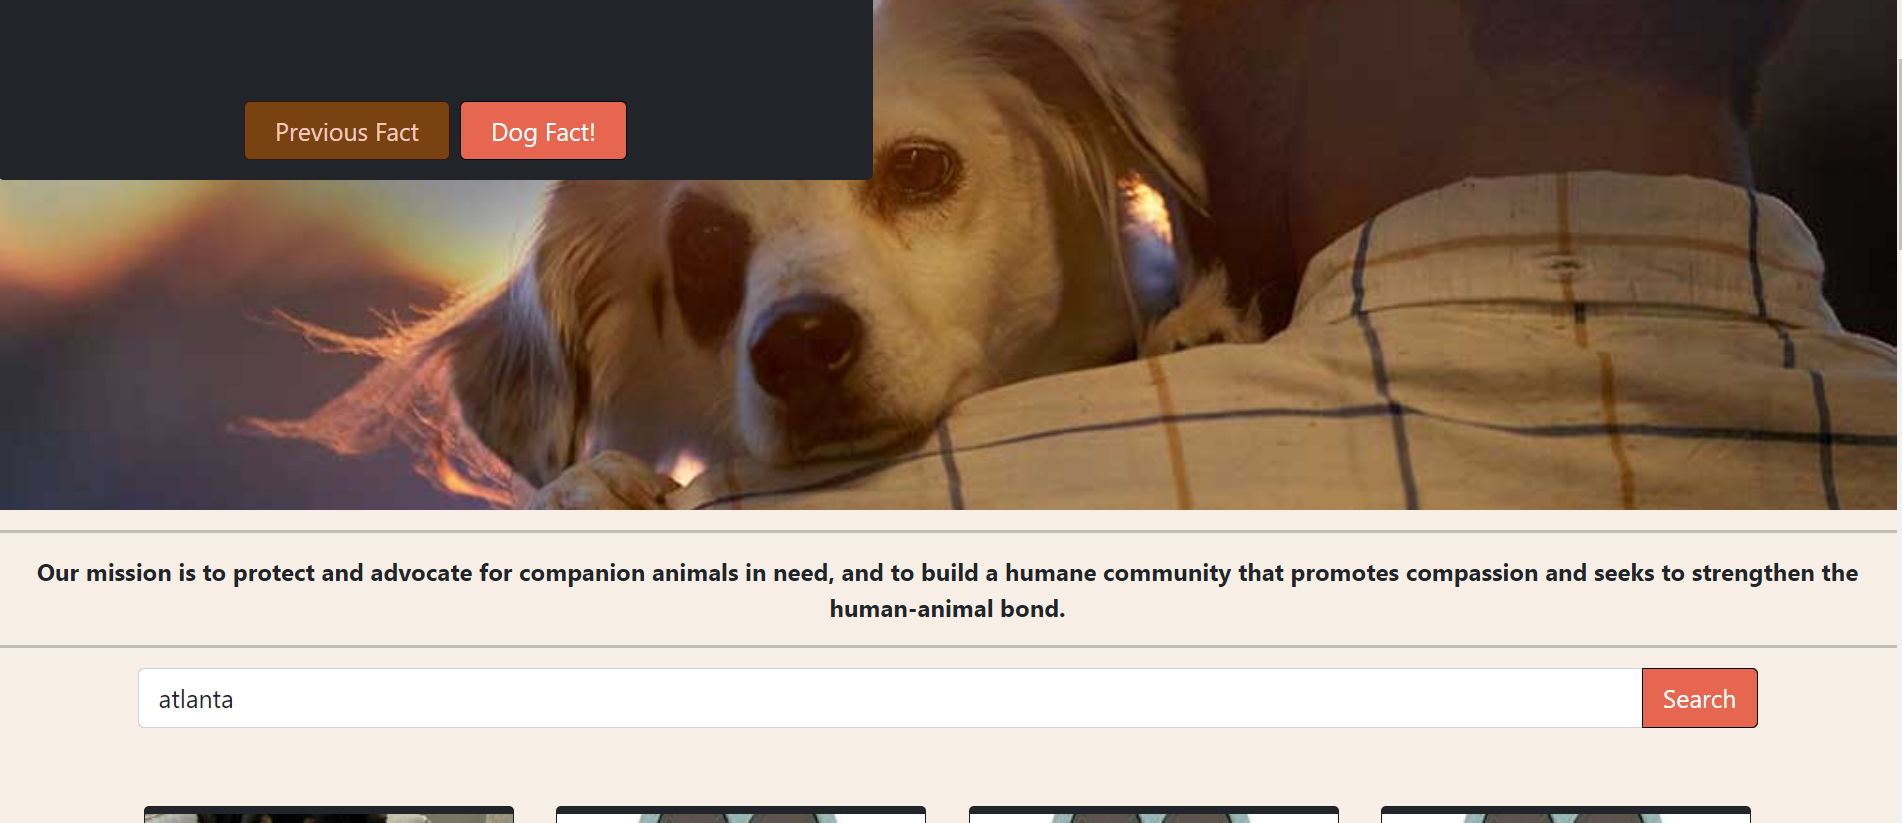 Previous Fact
Dog Fact!
Our mission is to protect and advocate for companion animals in need, and to build a humane community that promotes compassion and seeks to strengthen the
human-animal bond.
atlanta
Search